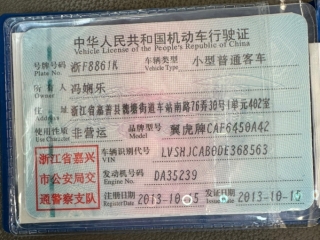 中华人民共和国机动车行驶证
Vehicle License of the People's Republic of China
号牌号码 浙F8861R 车辆类型 小型普通客车
Plate No. Vehicle Type
所有人 冯娴乐
Owner
住址 浙江省嘉善县魏塘街道车站南路76弄30号1单元402室
Address
使用性质 非营运 品牌型号 翼虎牌CAF6450A42
Use Character Model
浙江省嘉兴市公安局交通警察支队
车辆识别代号 LVSHJCAB0DE368563
VIN
发动机号码 DA35239
Engine No.
注册日期 发证日期 2013-10-15
Register Date Issue Date